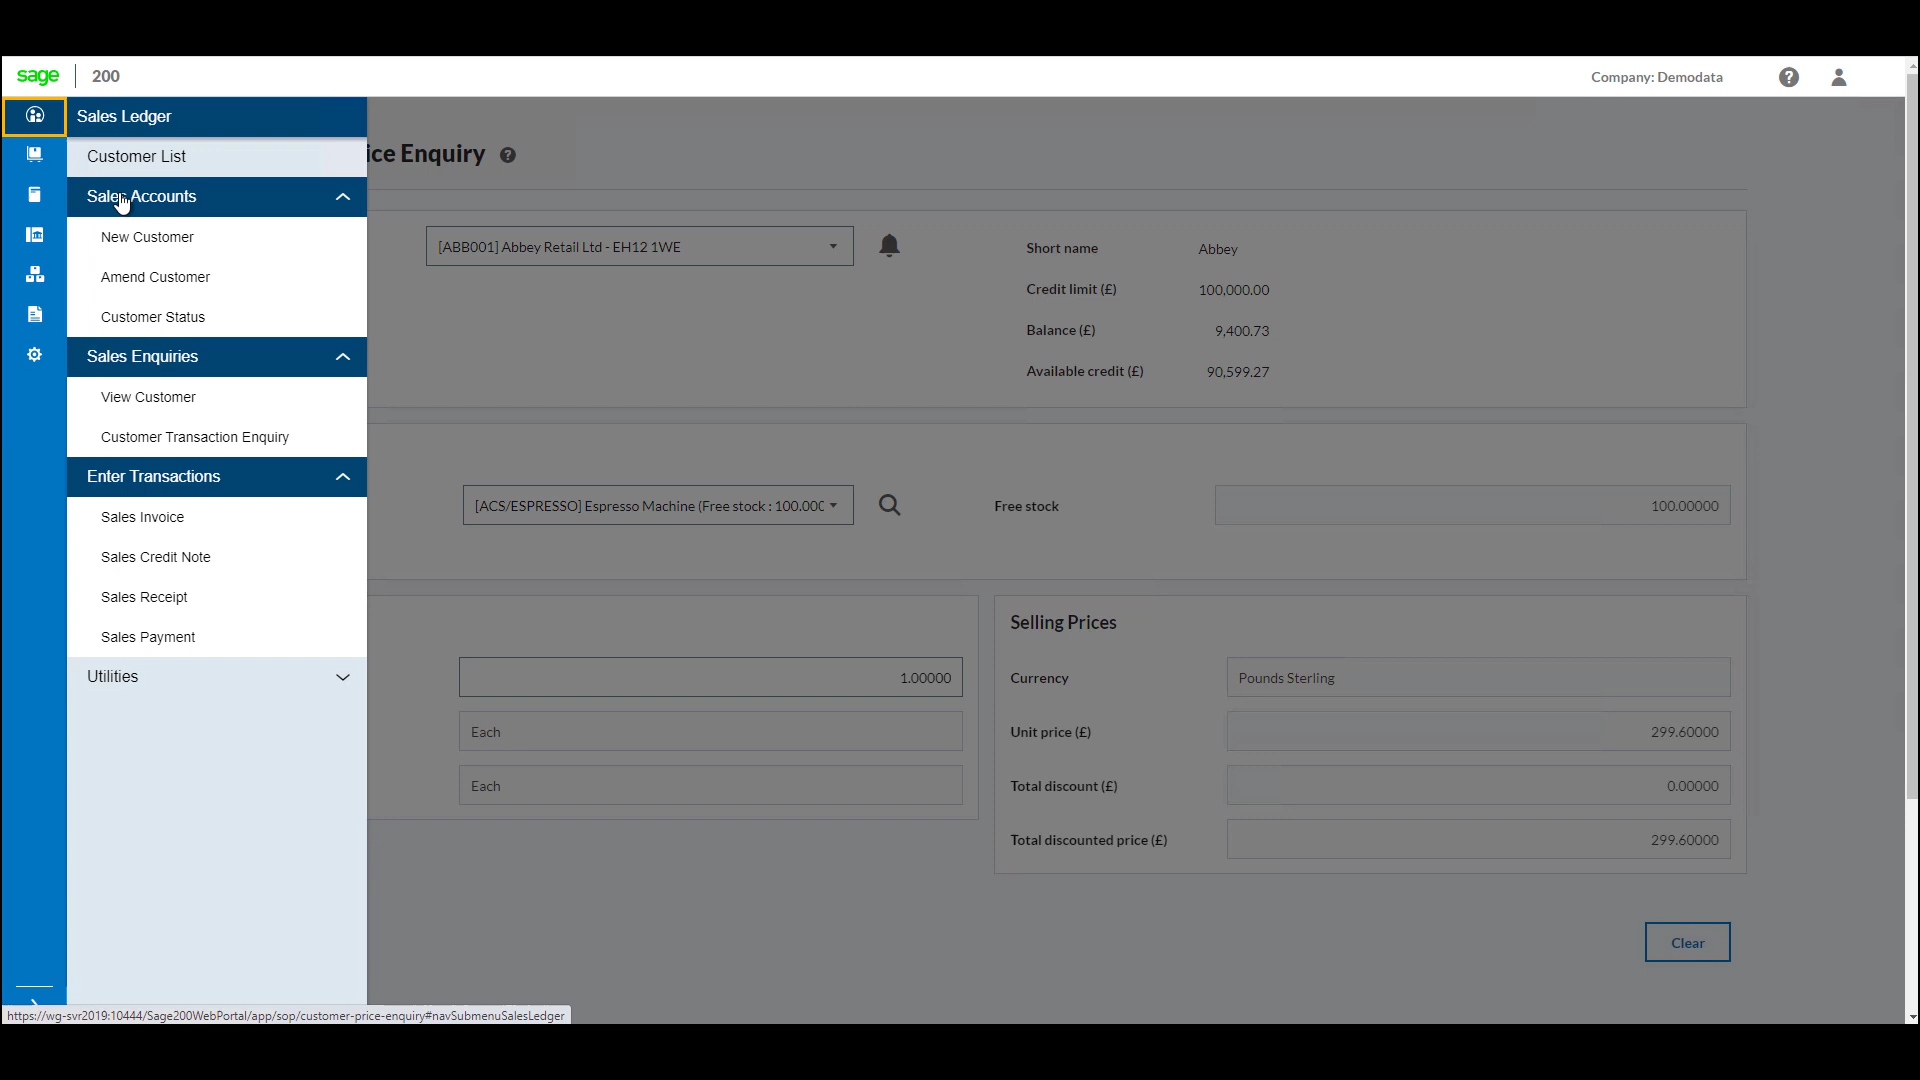 sage 200
Company: Demodata
Sales Ledger
Customer List
Sales Accounts
New Customer
Amend Customer
Customer Status
Sales Enquiries
View Customer
Customer Transaction Enquiry
Enter Transactions
Sales Invoice
Sales Credit Note
Sales Receipt
Sales Payment
Utilities
ice Enquiry
[ABB001] Abbey Retail Ltd - EH12 1WE
Short name Abbey
Credit limit (£) 100,000.00
Balance (£) 9,400.73
Available credit (£) 90,599.27
[ACS/ESPRESSO] Espresso Machine (Free stock : 100.000
Free stock 100.00000
1.00000
Each
Each
Selling Prices
Currency Pounds Sterling
Unit price (£) 299.60000
Total discount (£) 0.00000
Total discounted price (£) 299.60000
Clear
https://wg-svr2019:10444/Sage200WebPortal/app/sop/customer-price-enquiry#navSubmenuSalesLedger